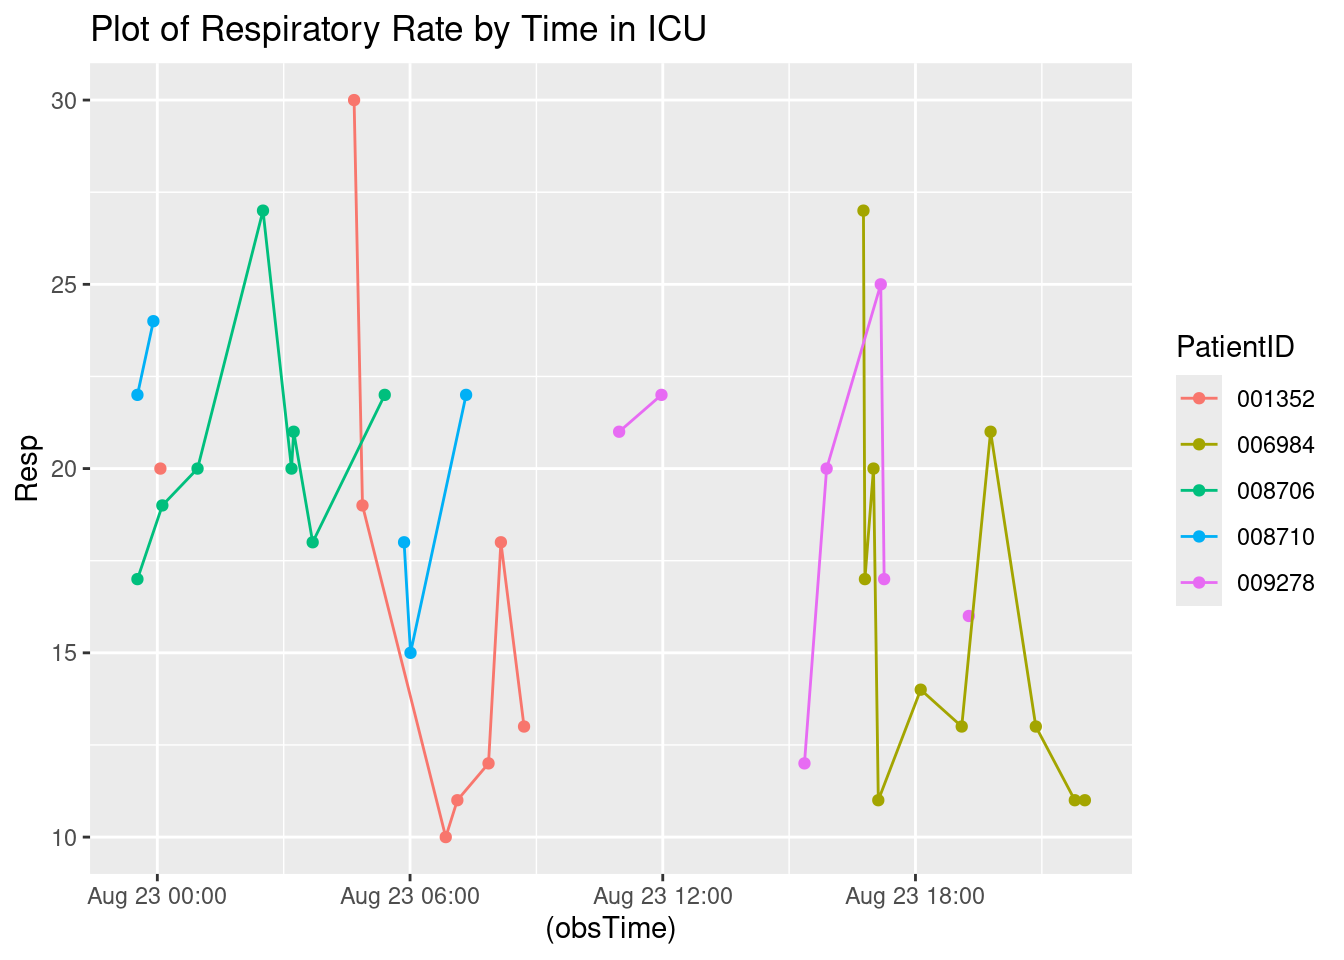 Plot of Respiratory Rate by Time in ICU
30
25
20
15
10
Resp
Aug 23 00:00
Aug 23 06:00
Aug 23 12:00
Aug 23 18:00
(obsTime)
PatientID
001352
006984
008706
008710
009278